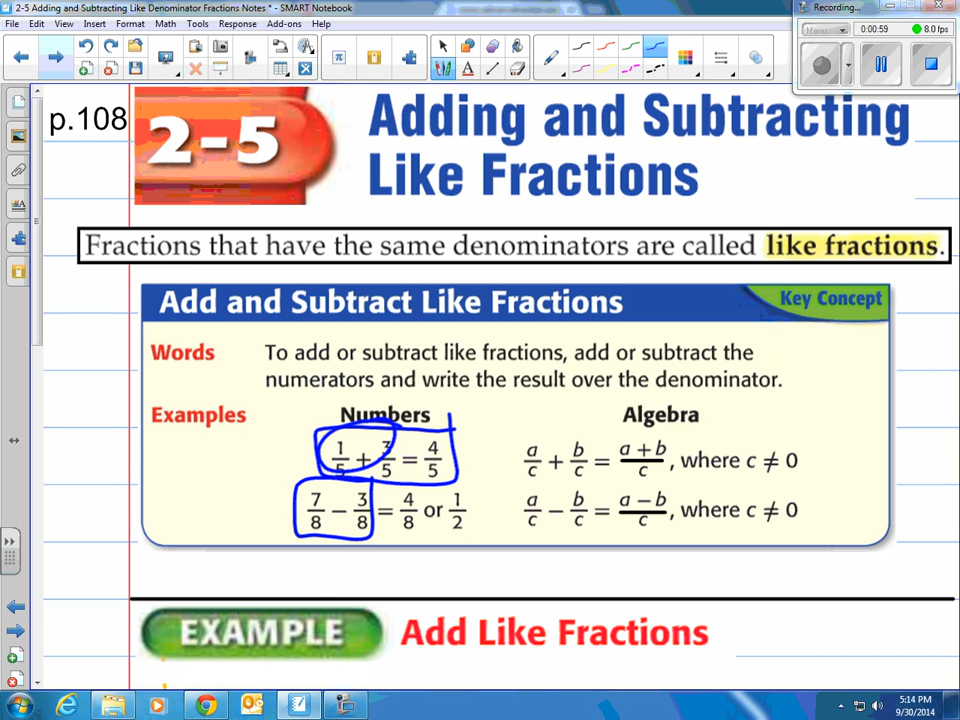 2-5 Adding and Subtracting Like Denominator Fractions Notes * - SMART Notebook
Recording...
File Edit View Insert Format Math Tools Response Add-ons Help
Menu 0:00:59 8.0 fps
p.108
2-5
Adding and Subtracting
Like Fractions
Fractions that have the same denominators are called like fractions.
Add and Subtract Like Fractions
Key Concept
Words To add or subtract like fractions, add or subtract the
numerators and write the result over the denominator.
Examples Numbers Algebra
1/5 + 3/5 = 4/5 a/c + b/c = a + b/c, where c ≠ 0
7/8 − 3/8 = 4/8 or 1/2 a/c − b/c = a − b/c, where c ≠ 0
EXAMPLE Add Like Fractions
5:14 PM
9/30/2014